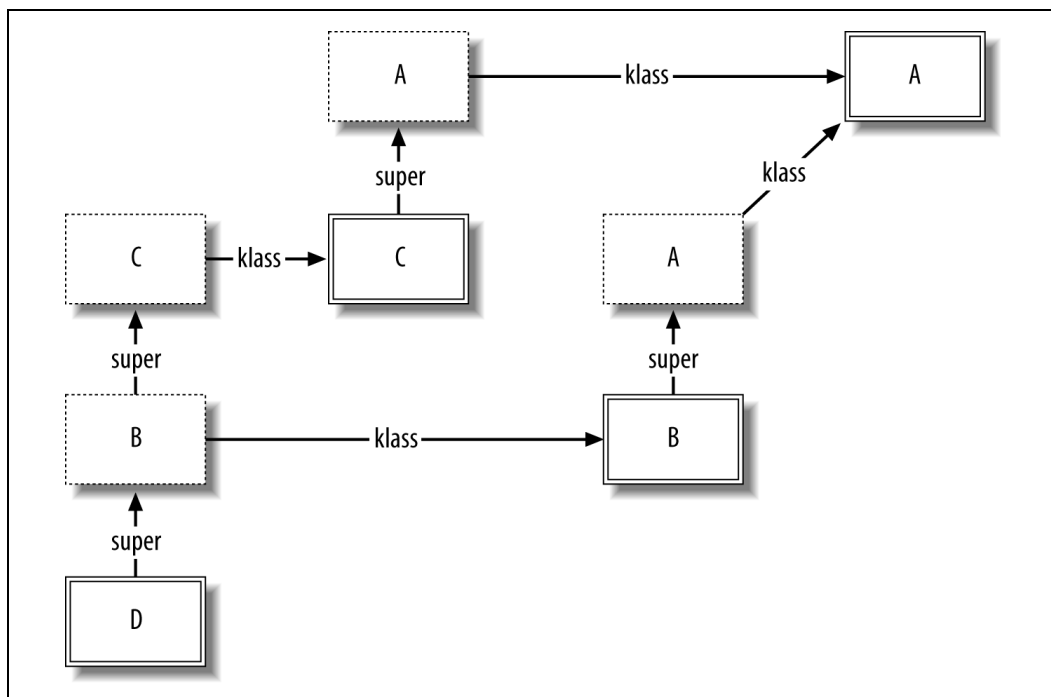 A klass A
super klass
C klass C A
super super
B klass B
super
D